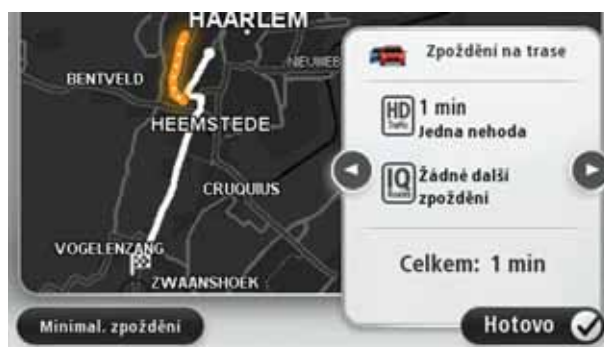 HAARLEM
BENTVELD
HEEMSTEDE
CRUQUIUS
VOGELENZANG
ZWAANSHOEK
Minimal. zpoždění
Zpoždění na trase
HD
Traffic
1 min
Jedna nehoda
IQ
Žádné další
zpoždění
Celkem: 1 min
Hotovo